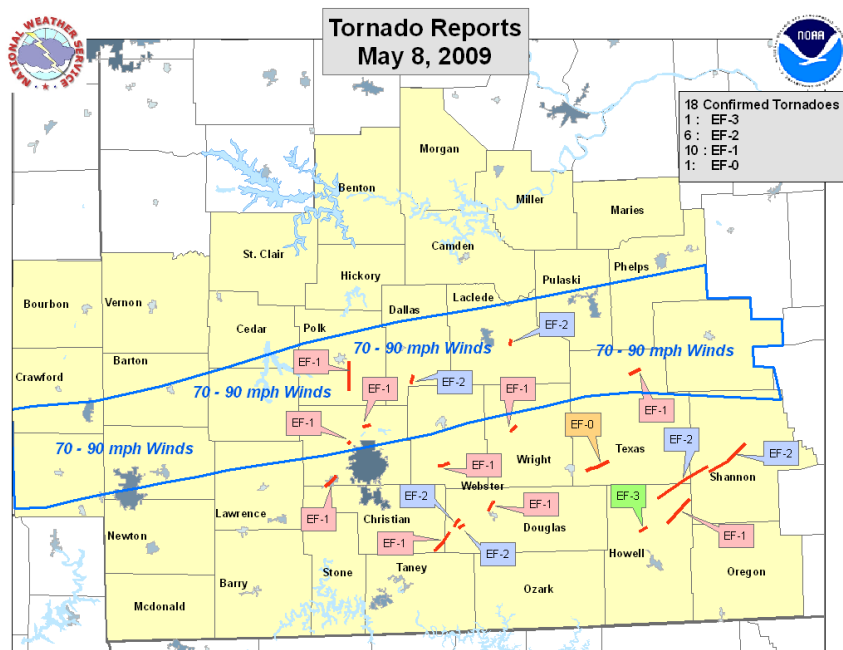 Tornado Reports
May 8, 2009
NATIONAL WEATHER SERVICE
NOAA
18 Confirmed Tornadoes
1 : EF-3
6 : EF-2
10 : EF-1
1: EF-0
Morgan
Benton
Miller
Maries
Camden
St. Clair
Phelps
Hickory
Pulaski
Bourbon
Vernon
Laclede
Dallas
Cedar
Polk
EF-2
70 - 90 mph Winds
70 - 90 mph Winds
Barton
EF-1
Crawford
EF-2
70 - 90 mph Winds
EF-1
EF-1
EF-1
EF-1
EF-0
70 - 90 mph Winds
Texas
EF-2
EF-2
Wright
EF-1
Shannon
Webster
EF-2
EF-3
EF-1
Lawrence
EF-1
Christian
Douglas
Newton
EF-1
EF-2
EF-1
Howell
Stone
Taney
Oregon
Barry
Ozark
Mcdonald